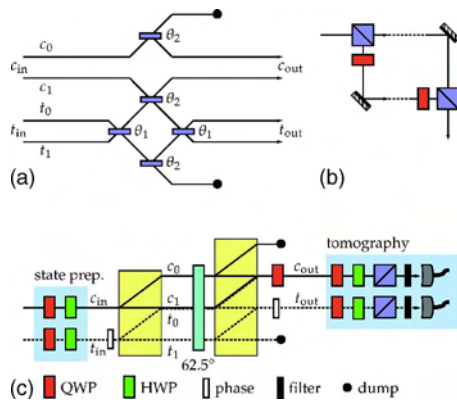 c0
θ2
cin
cout
c1
θ2
t0
tin
θ1
θ1
tout
t1
θ2
(a)
(b)
tomography
state prep.
c0
cout
cin
c1
tout
t0
tin
t1
62.5°
(c)
QWP HWP phase filter dump